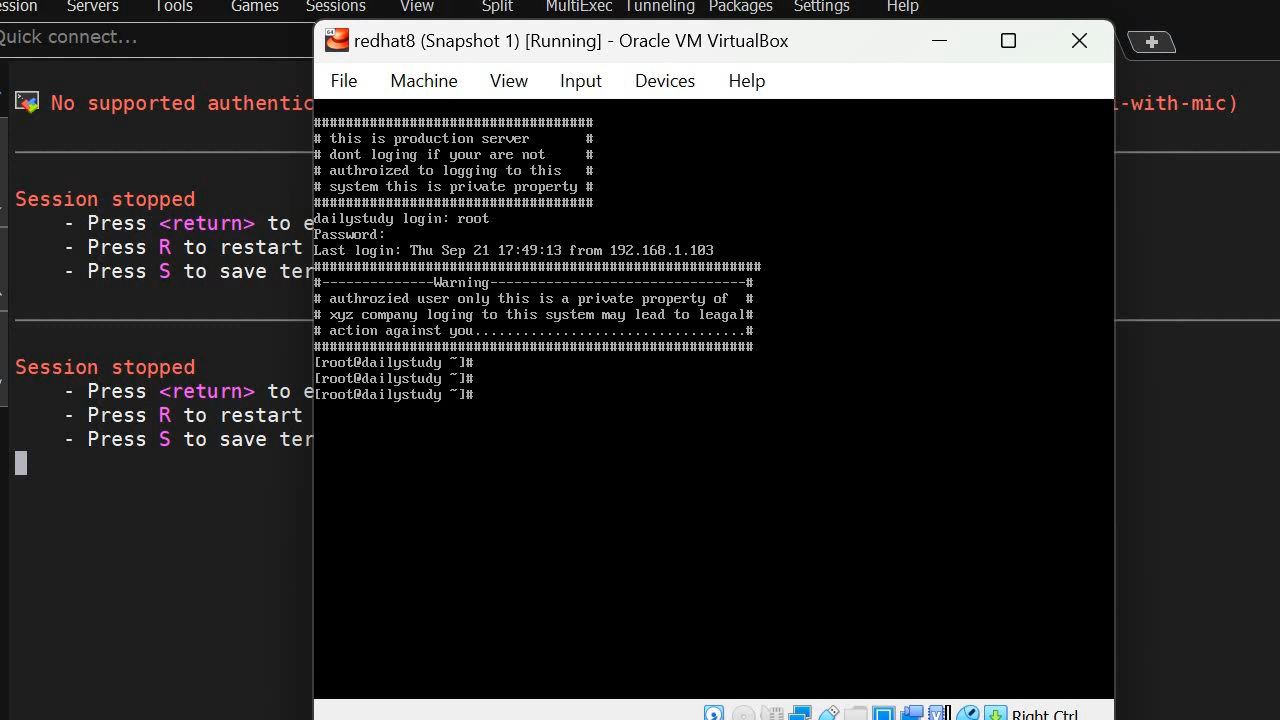 ession Servers Tools Games Sessions View Split MultiExec Tunneling Packages Settings Help
Quick connect...
redhat8 (Snapshot 1) [Running] - Oracle VM VirtualBox
File Machine View Input Devices Help
No supported authentic
-with-mic)
Session stopped
- Press <return> to e
- Press R to restart
- Press S to save ter
Session stopped
- Press <return> to e
- Press R to restart
- Press S to save ter
###################################
# this is production server #
# dont loging if your are not #
# authroized to logging to this #
# system this is private property #
###################################
dailystudy login: root
Password:
Last login: Thu Sep 21 17:49:13 from 192.168.1.103
########################################################
#--------------Warning--------------------------------#
# authrozied user only this is a private property of #
# xyz company loging to this system may lead to leagal#
# action against you..................................#
#######################################################
[root@dailystudy ~]#
[root@dailystudy ~]#
[root@dailystudy ~]#
Right Ctrl